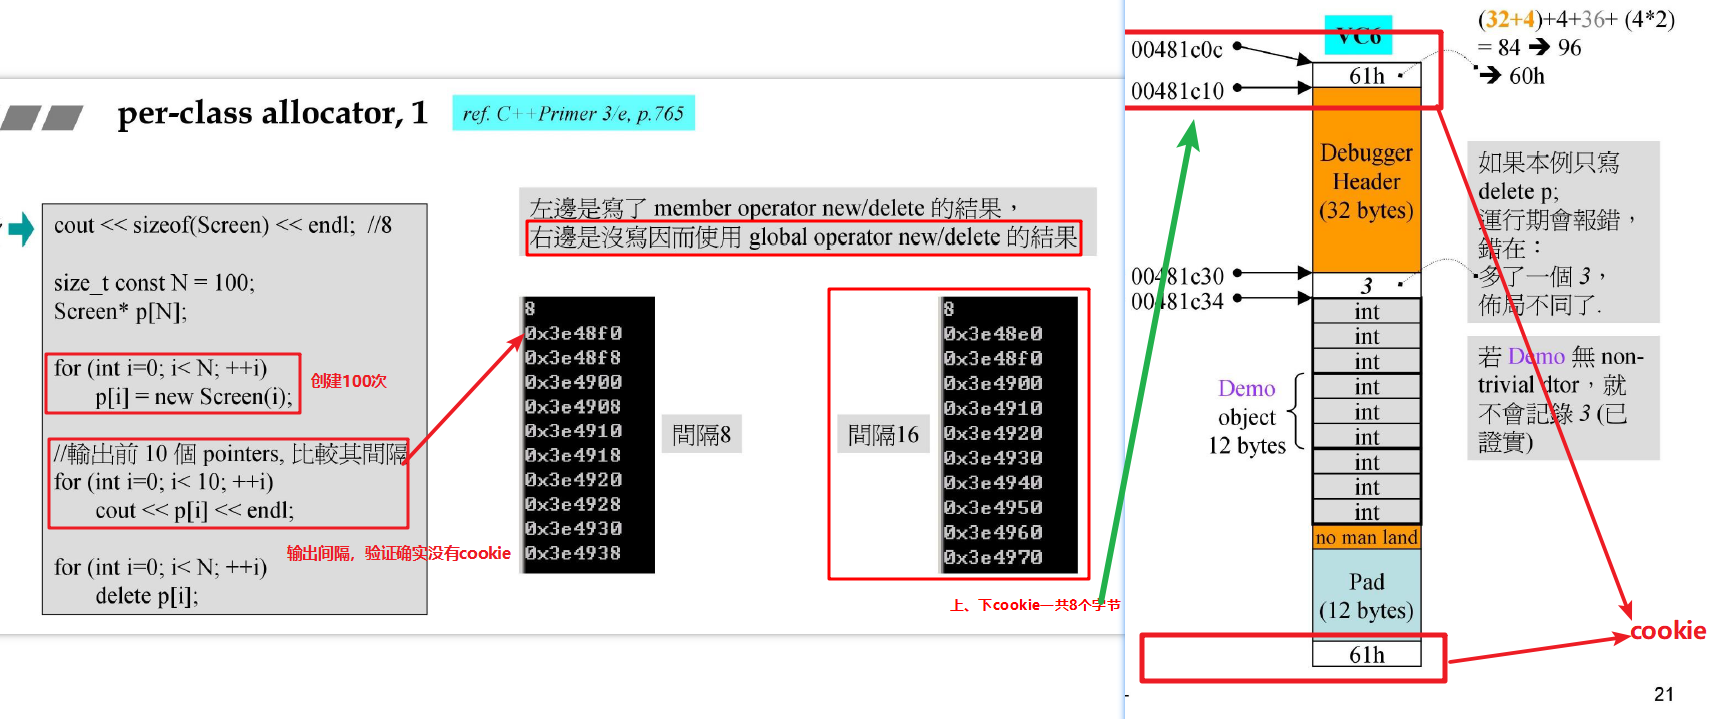 per-class allocator, 1
ref. C++Primer 3/e, p.765
cout << sizeof(Screen) << endl; //8
size_t const N = 100;
Screen* p[N];
for (int i=0; i< N; ++i)
p[i] = new Screen(i);
创建100次
//輸出前 10 個 pointers, 比較其間隔
for (int i=0; i< 10; ++i)
cout << p[i] << endl;
输出间隔，验证确实没有cookie
for (int i=0; i< N; ++i)
delete p[i];
左邊是寫了 member operator new/delete 的結果，
右邊是沒寫因而使用 global operator new/delete 的結果
8
0x3e48f0
0x3e48f8
0x3e4900
0x3e4908
0x3e4910
0x3e4918
0x3e4920
0x3e4928
0x3e4930
0x3e4938
間隔8
間隔16
8
0x3e48e0
0x3e48f0
0x3e4900
0x3e4910
0x3e4920
0x3e4930
0x3e4940
0x3e4950
0x3e4960
0x3e4970
上、下cookie一共8个字节
VC6
00481c0c
61h
00481c10
Debugger
Header
(32 bytes)
00481c30
3
00481c34
int
int
int
int
int
int
int
int
int
Demo
object
12 bytes
no man land
Pad
(12 bytes)
61h
(32+4)+4+36+ (4*2)
= 84 ➔ 96
➔ 60h
如果本例只寫
delete p;
運行期會報錯，
錯在：
多了一個 3，
佈局不同了.
若 Demo 無 non-
trivial dtor，就
不會記錄 3 (已
證實)
cookie
21